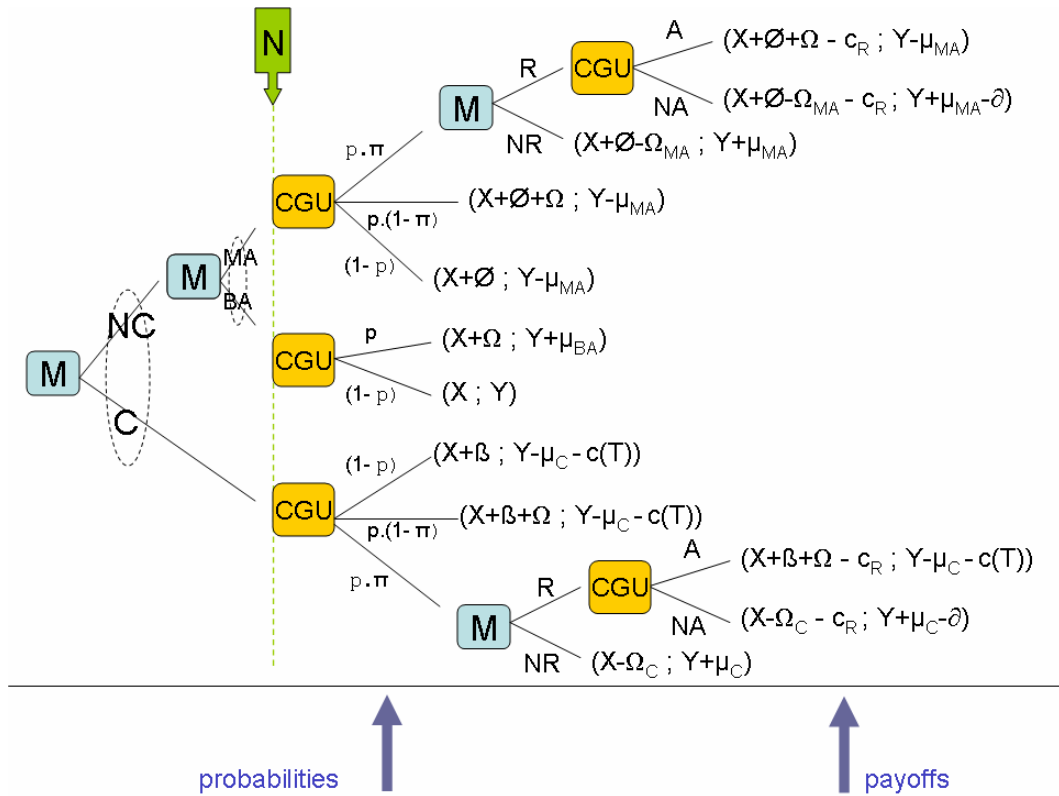 N
A
(X+Ø+Ω - c_R ; Y-µ_MA)
R
CGU
M
NA
(X+Ø-Ω_MA - c_R ; Y+µ_MA-∂)
NR
(X+Ø-Ω_MA ; Y+µ_MA)
p.π
CGU
(X+Ø+Ω ; Y-µ_MA)
p.(1- π)
(1- p)
(X+Ø ; Y-µ_MA)
M
MA
BA
NC
M
C
CGU
p
(X+Ω ; Y+µ_BA)
(1- p)
(X ; Y)
(1- p)
(X+ß ; Y-µ_C - c(T))
CGU
p.(1- π)
(X+ß+Ω ; Y-µ_C - c(T))
p.π
A
(X+ß+Ω - c_R ; Y-µ_C - c(T))
R
CGU
M
NA
(X-Ω_C - c_R ; Y+µ_C-∂)
NR
(X-Ω_C ; Y+µ_C)
probabilities
payoffs